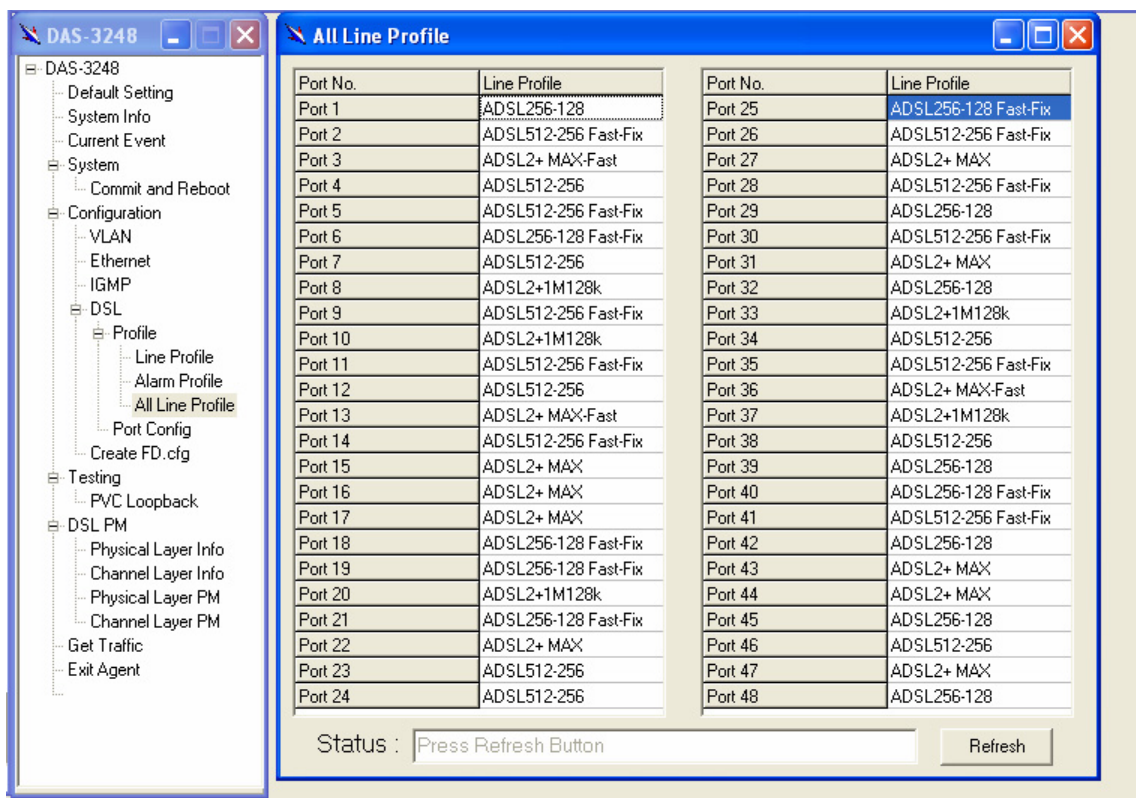 DAS-3248
DAS-3248
Default Setting
System Info
Current Event
System
Commit and Reboot
Configuration
VLAN
Ethernet
IGMP
DSL
Profile
Line Profile
Alarm Profile
All Line Profile
Port Config
Create FD.cfg
Testing
PVC Loopback
DSL PM
Physical Layer Info
Channel Layer Info
Physical Layer PM
Channel Layer PM
Get Traffic
Exit Agent
All Line Profile
Port No. Line Profile
Port 1 ADSL256-128
Port 2 ADSL512-256 Fast-Fix
Port 3 ADSL2+ MAX-Fast
Port 4 ADSL512-256
Port 5 ADSL512-256 Fast-Fix
Port 6 ADSL256-128 Fast-Fix
Port 7 ADSL512-256
Port 8 ADSL2+1M128k
Port 9 ADSL512-256 Fast-Fix
Port 10 ADSL2+1M128k
Port 11 ADSL512-256 Fast-Fix
Port 12 ADSL512-256
Port 13 ADSL2+ MAX-Fast
Port 14 ADSL512-256 Fast-Fix
Port 15 ADSL2+ MAX
Port 16 ADSL2+ MAX
Port 17 ADSL2+ MAX
Port 18 ADSL256-128 Fast-Fix
Port 19 ADSL256-128 Fast-Fix
Port 20 ADSL2+1M128k
Port 21 ADSL256-128 Fast-Fix
Port 22 ADSL2+ MAX
Port 23 ADSL512-256
Port 24 ADSL512-256
Port No. Line Profile
Port 25 ADSL256-128 Fast-Fix
Port 26 ADSL512-256 Fast-Fix
Port 27 ADSL2+ MAX
Port 28 ADSL512-256 Fast-Fix
Port 29 ADSL256-128
Port 30 ADSL512-256 Fast-Fix
Port 31 ADSL2+ MAX
Port 32 ADSL256-128
Port 33 ADSL2+1M128k
Port 34 ADSL512-256
Port 35 ADSL512-256 Fast-Fix
Port 36 ADSL2+ MAX-Fast
Port 37 ADSL2+1M128k
Port 38 ADSL512-256
Port 39 ADSL256-128
Port 40 ADSL256-128 Fast-Fix
Port 41 ADSL512-256 Fast-Fix
Port 42 ADSL256-128
Port 43 ADSL2+ MAX
Port 44 ADSL2+ MAX
Port 45 ADSL256-128
Port 46 ADSL512-256
Port 47 ADSL2+ MAX
Port 48 ADSL256-128
Status : Press Refresh Button Refresh